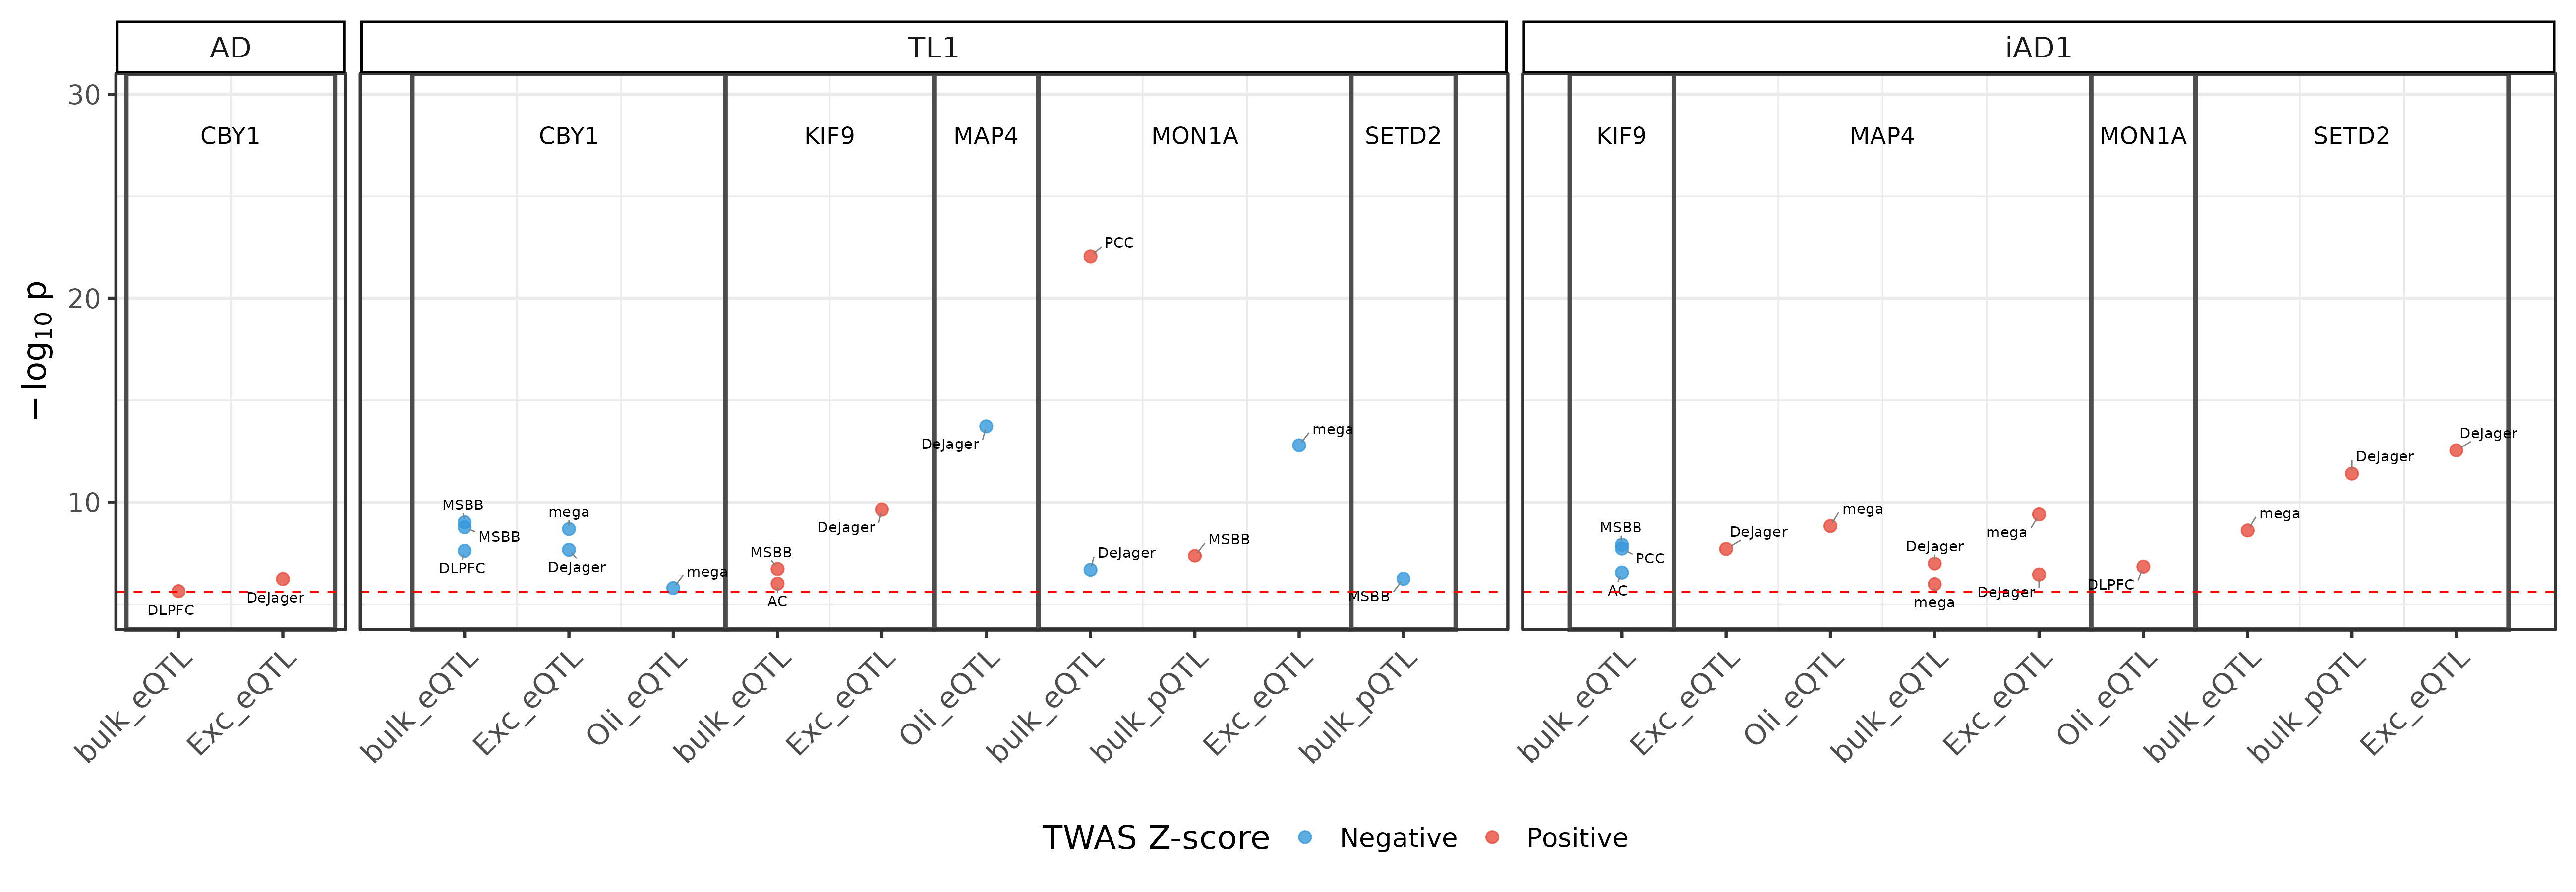 AD
TL1
iAD1
30
20
10
− log10 p
CBY1
CBY1
KIF9
MAP4
MON1A
SETD2
KIF9
MAP4
MON1A
SETD2
DLPFC
DeJager
MSBB
MSBB
DLPFC
mega
DeJager
mega
MSBB
AC
DeJager
DeJager
PCC
DeJager
MSBB
mega
MSBB
MSBB
PCC
AC
DeJager
mega
DeJager
mega
mega
DeJager
DLPFC
mega
DeJager
DeJager
bulk_eQTL
Exc_eQTL
bulk_eQTL
Exc_eQTL
Oli_eQTL
bulk_eQTL
Exc_eQTL
Oli_eQTL
bulk_eQTL
bulk_pQTL
Exc_eQTL
bulk_pQTL
bulk_eQTL
Exc_eQTL
Oli_eQTL
bulk_eQTL
Exc_eQTL
Oli_eQTL
bulk_eQTL
bulk_pQTL
Exc_eQTL
TWAS Z-score Negative Positive